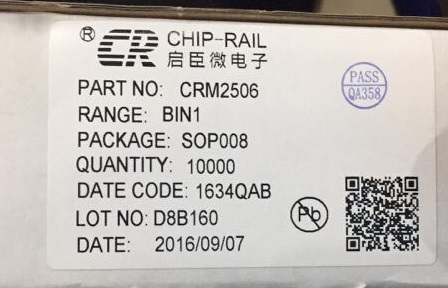 ® CR CHIP-RAIL
启臣微电子
PART NO: CRM2506
RANGE: BIN1
PACKAGE: SOP008
QUANTITY: 10000
DATE CODE: 1634QAB
LOT NO: D8B160
DATE: 2016/09/07
PASS
QA358
Pb